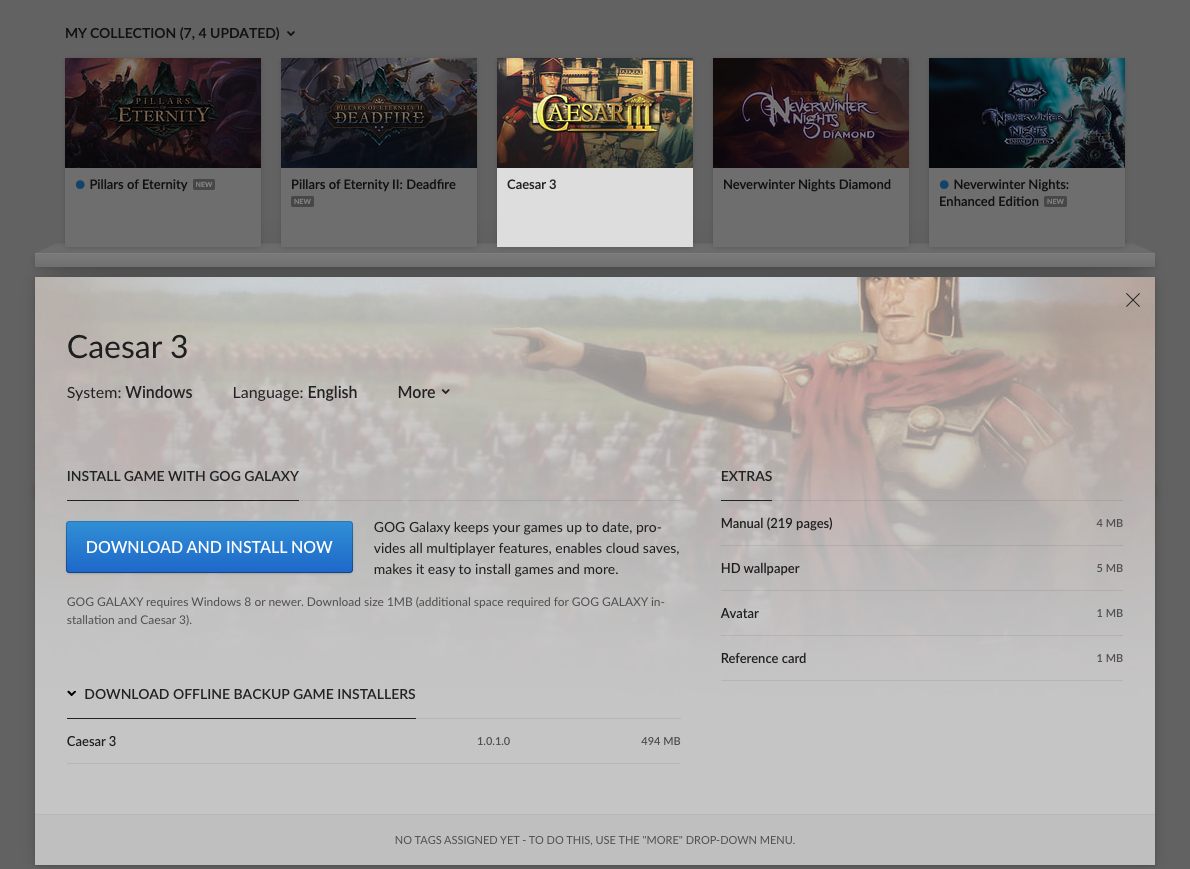 MY COLLECTION (7, 4 UPDATED)
PILLARS
OF
ETERNITY
PILLARS OF ETERNITY II
DEADFIRE
CAESAR III
NEVERWINTER
NIGHTS
DIAMOND
NEVERWINTER
NIGHTS
ENHANCED EDITION
Pillars of Eternity NEW
Pillars of Eternity II: Deadfire
NEW
Caesar 3
Neverwinter Nights Diamond
Neverwinter Nights:
Enhanced Edition NEW
Caesar 3
System: Windows Language: English More
INSTALL GAME WITH GOG GALAXY
DOWNLOAD AND INSTALL NOW
GOG Galaxy keeps your games up to date, pro-
vides all multiplayer features, enables cloud saves,
makes it easy to install games and more.
GOG GALAXY requires Windows 8 or newer. Download size 1MB (additional space required for GOG GALAXY in-
stallation and Caesar 3).
DOWNLOAD OFFLINE BACKUP GAME INSTALLERS
Caesar 3 1.0.1.0 494 MB
EXTRAS
Manual (219 pages) 4 MB
HD wallpaper 5 MB
Avatar 1 MB
Reference card 1 MB
NO TAGS ASSIGNED YET - TO DO THIS, USE THE "MORE" DROP-DOWN MENU.